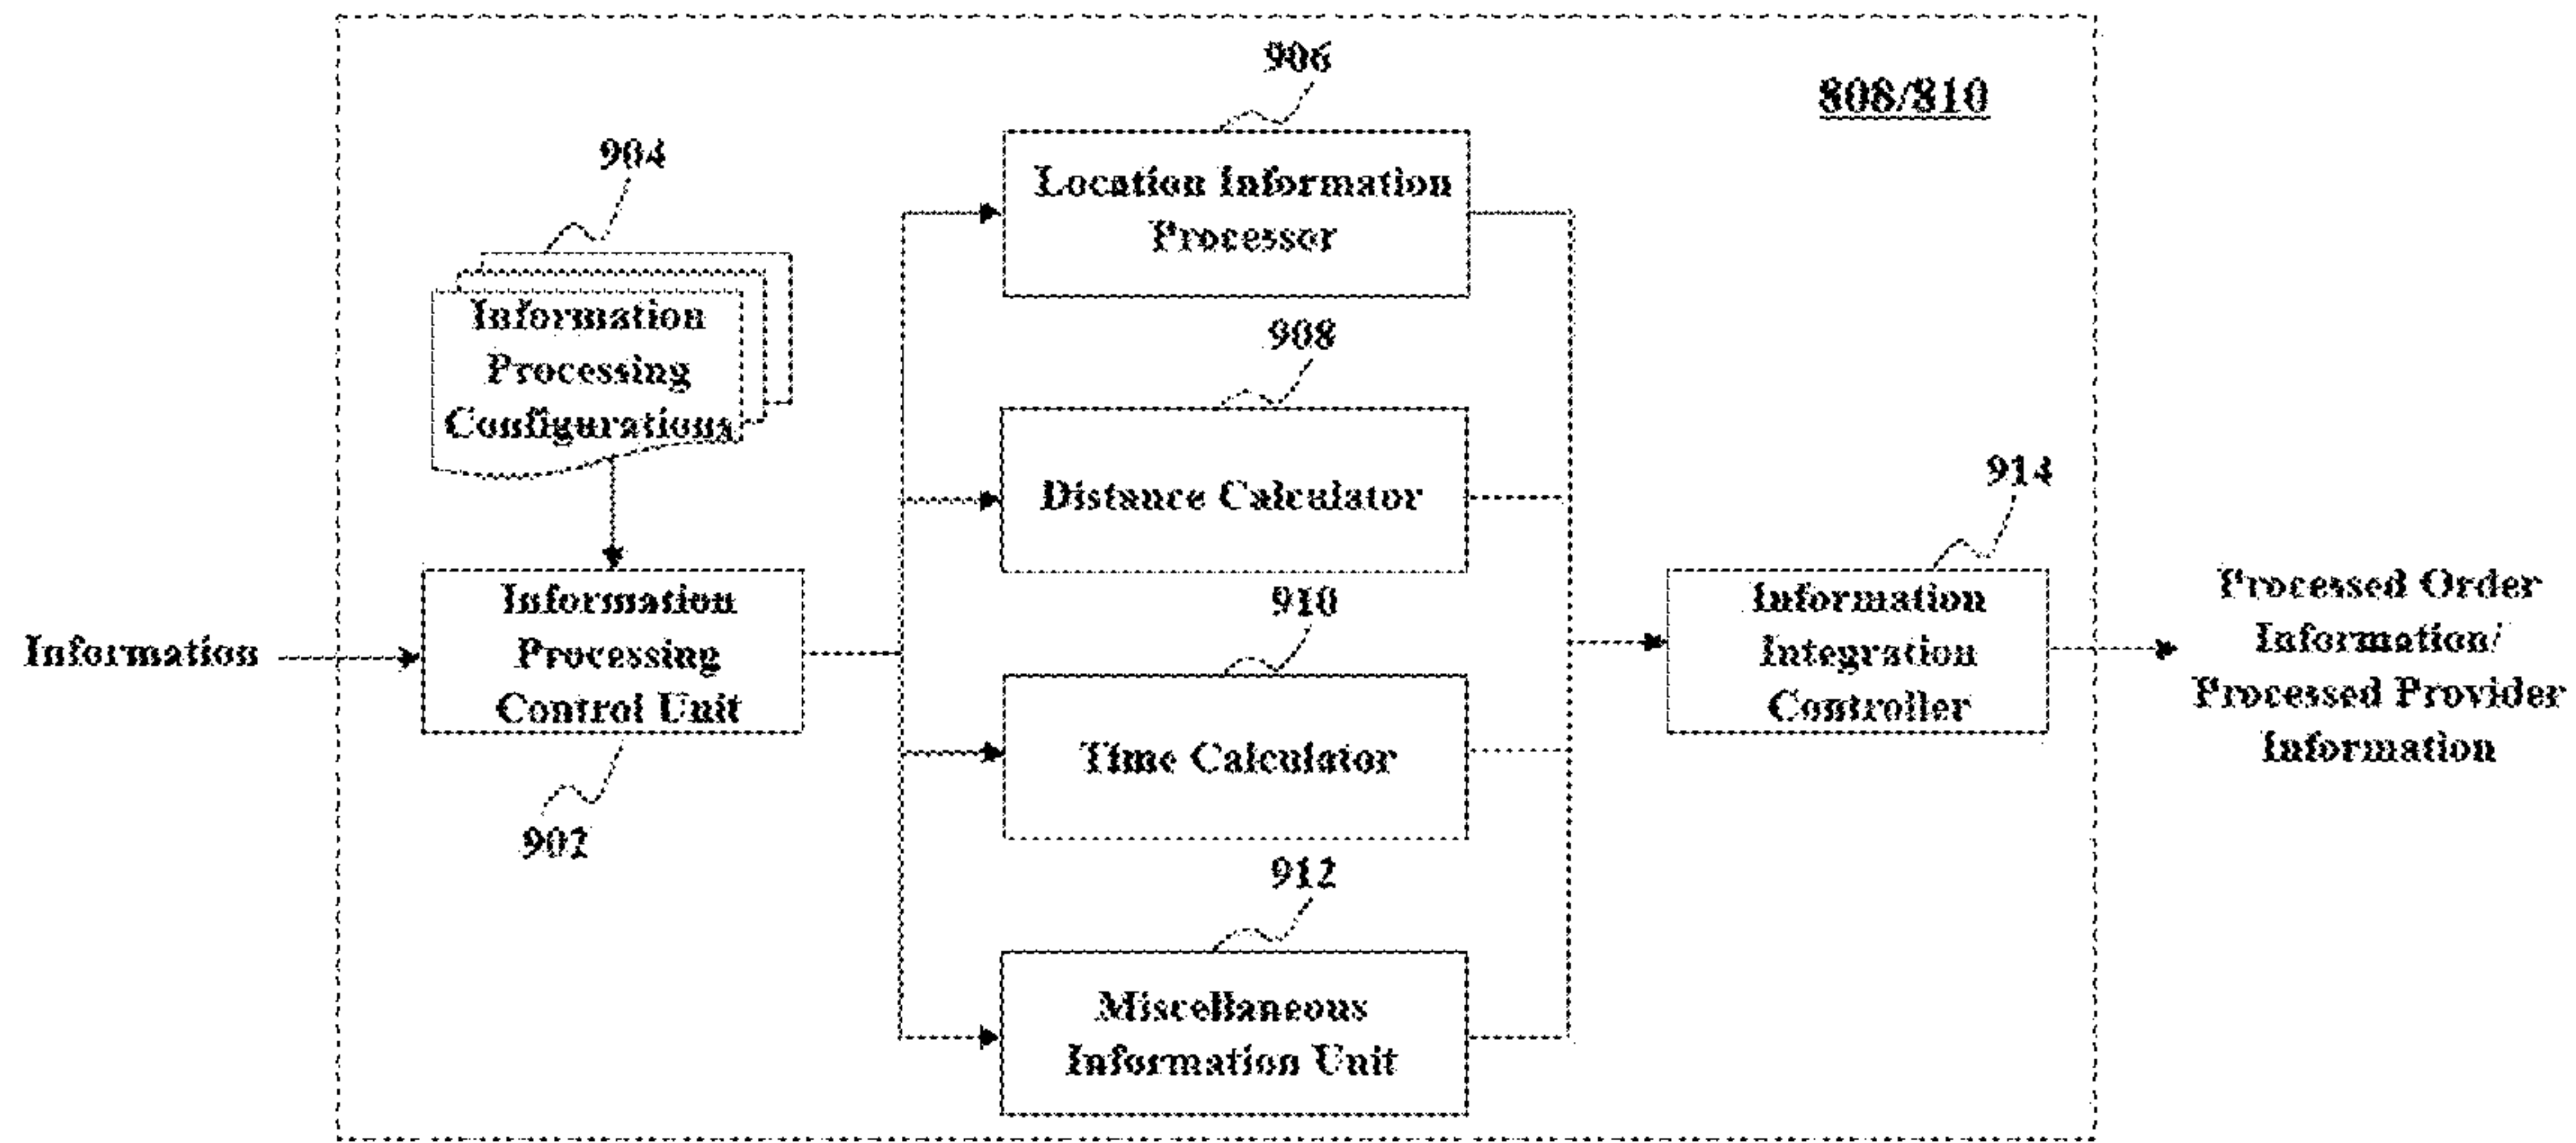 906
808/810
904
Location Information
Processor
Information
Processing
Configurations
908
Distance Calculator
914
Information
Information
Processing
Control Unit
902
910
Time Calculator
Information
Integration
Controller
Processed Order
Information/
Processed Provider
Information
912
Miscellaneous
Information Unit